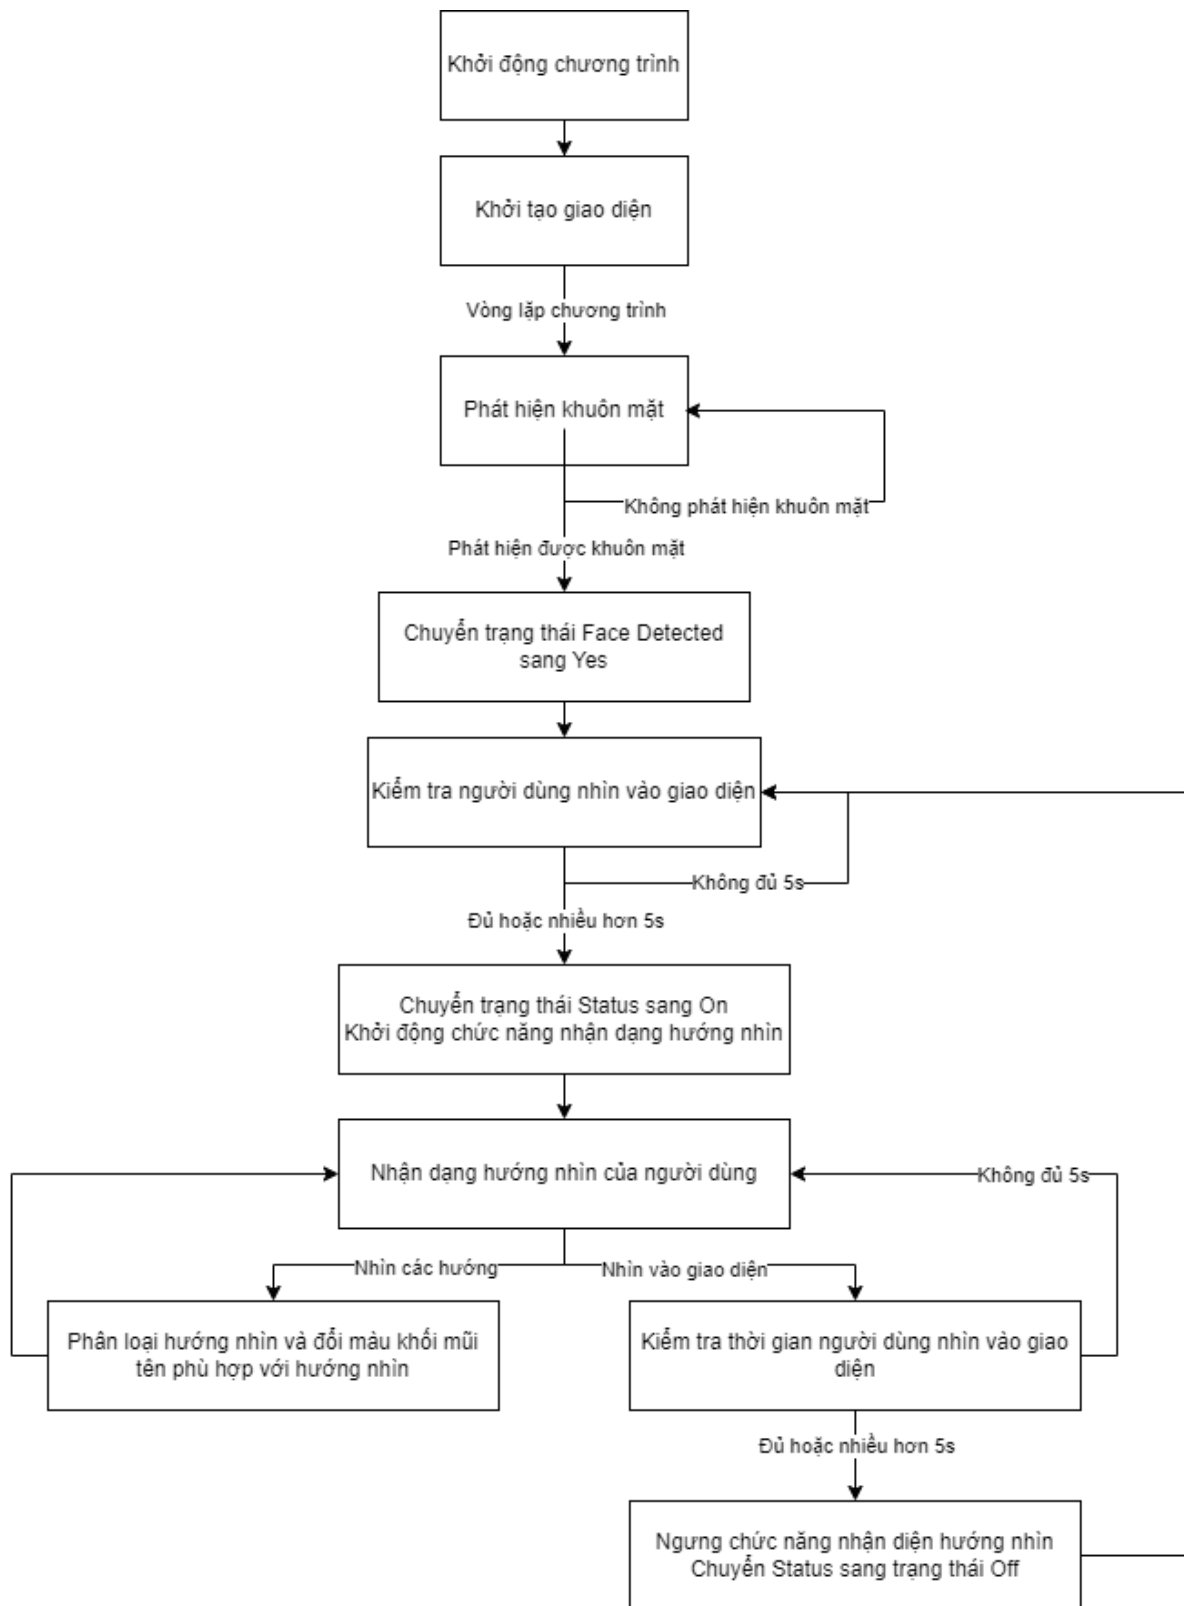 Khởi động chương trình
Khởi tạo giao diện
Vòng lặp chương trình
Phát hiện khuôn mặt
Không phát hiện khuôn mặt
Phát hiện được khuôn mặt
Chuyển trạng thái Face Detected
sang Yes
Kiểm tra người dùng nhìn vào giao diện
Không đủ 5s
Đủ hoặc nhiều hơn 5s
Chuyển trạng thái Status sang On
Khởi động chức năng nhận dạng hướng nhìn
Nhận dạng hướng nhìn của người dùng
Không đủ 5s
Nhìn các hướng
Nhìn vào giao diện
Phân loại hướng nhìn và đổi màu khối mũi
tên phù hợp với hướng nhìn
Kiểm tra thời gian người dùng nhìn vào giao
diện
Đủ hoặc nhiều hơn 5s
Ngưng chức năng nhận diện hướng nhìn
Chuyển Status sang trạng thái Off